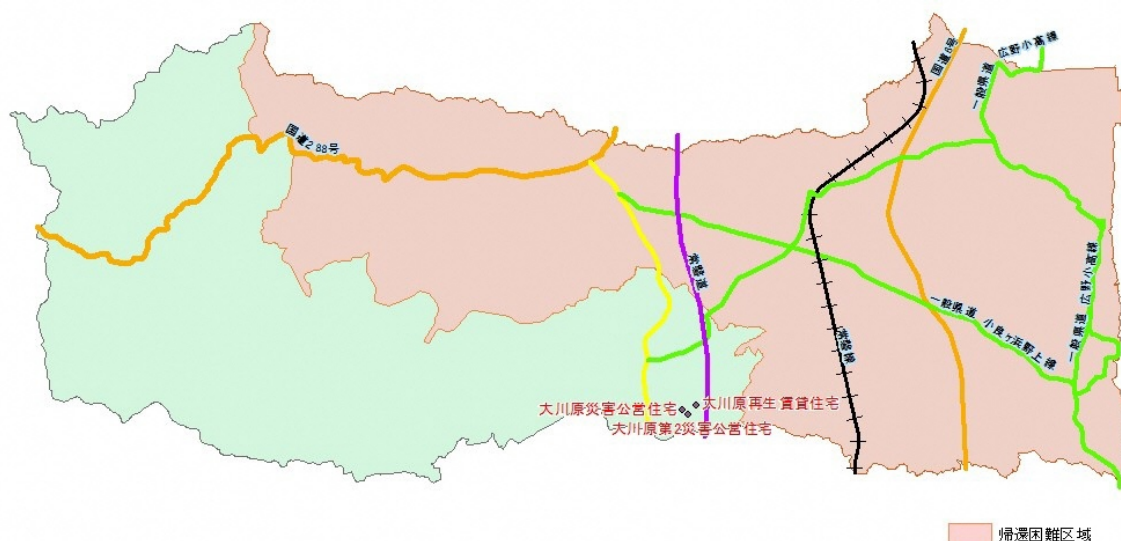 広野小高線
国道6号
一般県道
国道288号
常磐道
一般県道 広野小高線
一般県道 小良ヶ浜野上線
常磐線
大川原災害公営住宅
大川原再生賃貸住宅
大川原第2災害公営住宅
帰還困難区域